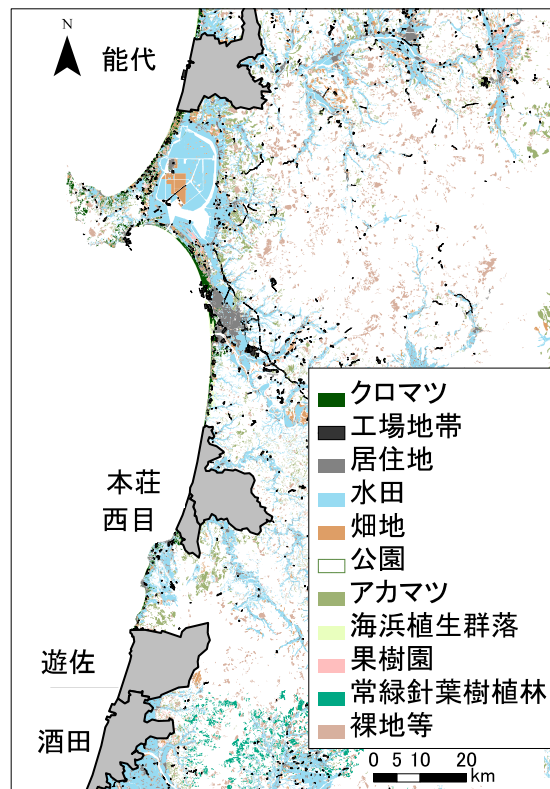 N
能代
本荘
西目
遊佐
酒田
クロマツ
工場地帯
居住地
水田
畑地
公園
アカマツ
海浜植生群落
果樹園
常緑針葉樹植林
裸地等
0 5 10 20
km